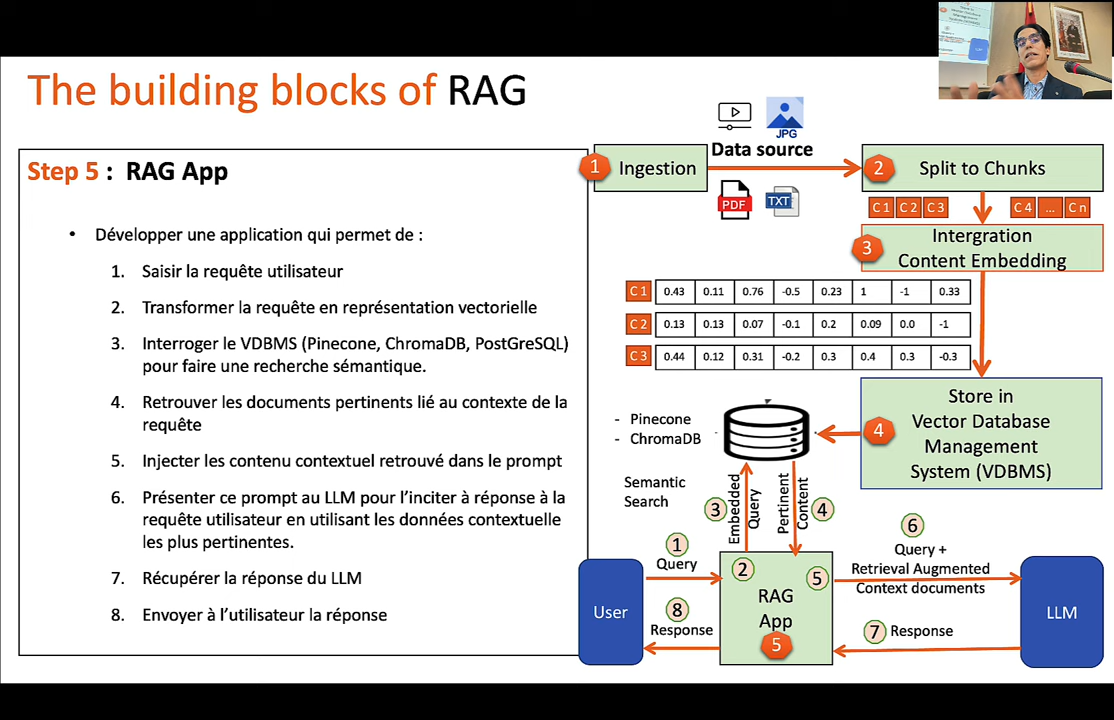 The building blocks of RAG
Step 5 : RAG App
• Développer une application qui permet de :
1. Saisir la requête utilisateur
2. Transformer la requête en représentation vectorielle
3. Interroger le VDBMS (Pinecone, ChromaDB, PostGreSQL)
pour faire une recherche sémantique.
4. Retrouver les documents pertinents lié au contexte de la
requête
5. Injecter les contenu contextuel retrouvé dans le prompt
6. Présenter ce prompt au LLM pour l'inciter à réponse à la
requête utilisateur en utilisant les données contextuelle
les plus pertinentes.
7. Récupérer la réponse du LLM
8. Envoyer à l'utilisateur la réponse
1 Ingestion
JPG
Data source
PDF
TXT
2 Split to Chunks
C 1 C 2 C 3 C 4 ... C n
3 Intergration
Content Embedding
C 1 0.43 0.11 0.76 -0.5 0.23 1 -1 0.33
C 2 0.13 0.13 0.07 -0.1 0.2 0.09 0.0 -1
C 3 0.44 0.12 0.31 -0.2 0.3 0.4 0.3 -0.3
4 Store in
Vector Database
Management
System (VDBMS)
- Pinecone
- ChromaDB
Semantic
Search
3 Embedded
Query
Pertinent
Content 4
1
Query
2
5
RAG
App
5
User
8
Response
6
Query +
Retrieval Augmented
Context documents
7 Response
LLM